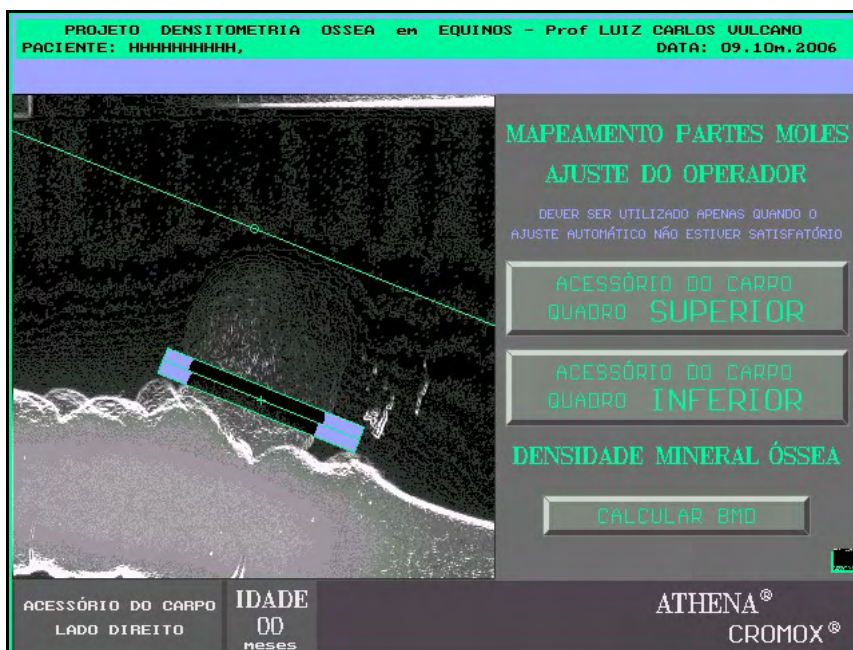 PROJETO DENSITOMETRIA OSSEA em EQUINOS - Prof LUIZ CARLOS VULCANO
PACIENTE: HHHHHHHHHH, DATA: 09.10m.2006
MAPEAMENTO PARTES MOLES
AJUSTE DO OPERADOR
DEVER SER UTILIZADO APENAS QUANDO O
AJUSTE AUTOMÁTICO NÃO ESTIVER SATISFATÓRIO
ACESSÓRIO DO CARPO
QUADRO SUPERIOR
ACESSÓRIO DO CARPO
QUADRO INFERIOR
DENSIDADE MINERAL ÓSSEA
CALCULAR BMD
ACESSÓRIO DO CARPO
LADO DIREITO
IDADE
00
meses
ATHENA®
CROMOX®